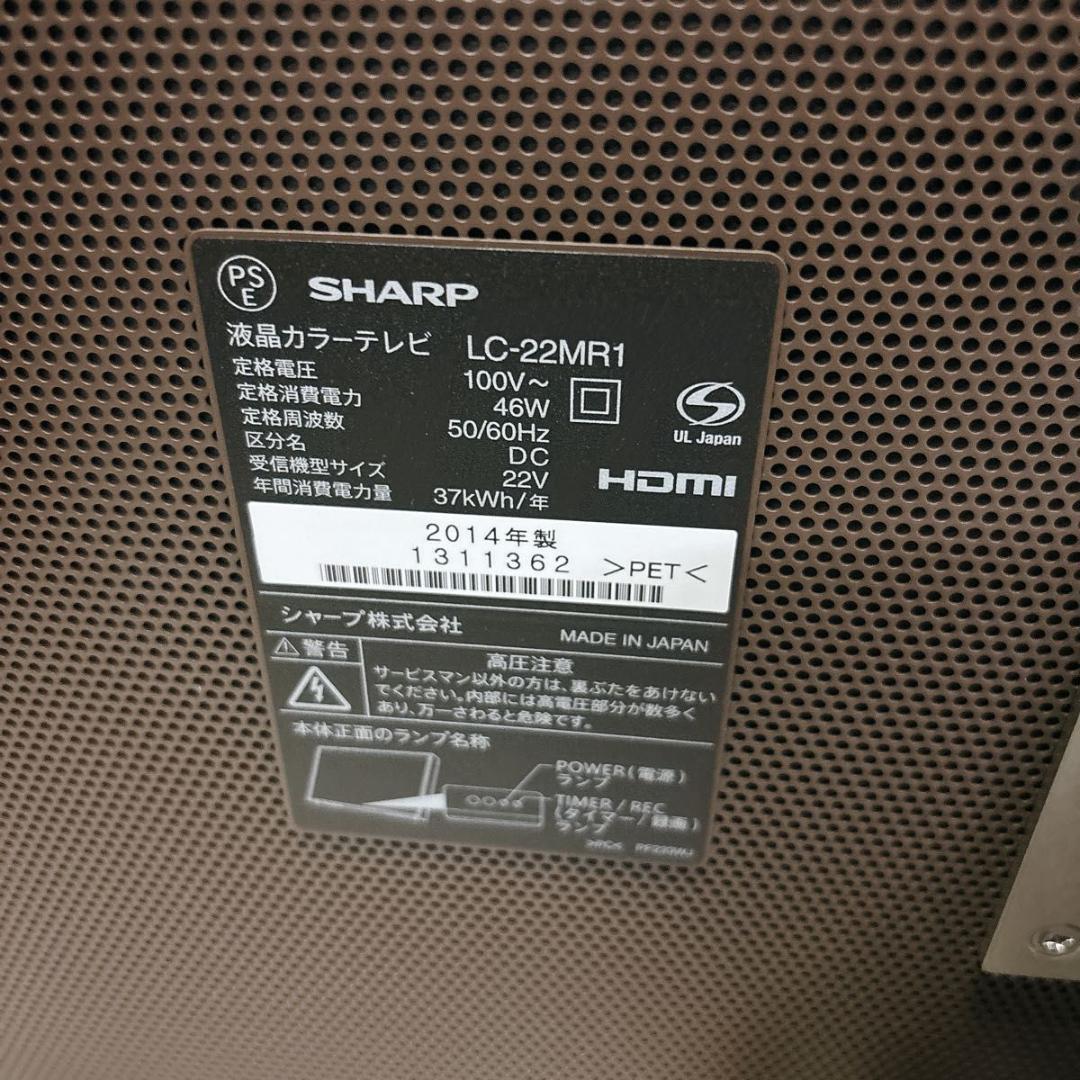 PS
E
SHARP
液晶カラーテレビ LC-22MR1
定格電圧 100V～
定格消費電力 46W
定格周波数 50/60Hz
区分名 DC
受信機型サイズ 22V
年間消費電力量 37kWh/年
UL Japan
HDMI
2014年製
1311362 >PET<
シャープ株式会社 MADE IN JAPAN
警告
高圧注意
サービスマン以外の方は、裏ぶたをあけない
でください。内部には高電圧部分が数多く
あり、万一さわると危険です。
本体正面のランプ名称
POWER(電源)
ランプ
TIMER / REC
(タイマー/録画)
ランプ